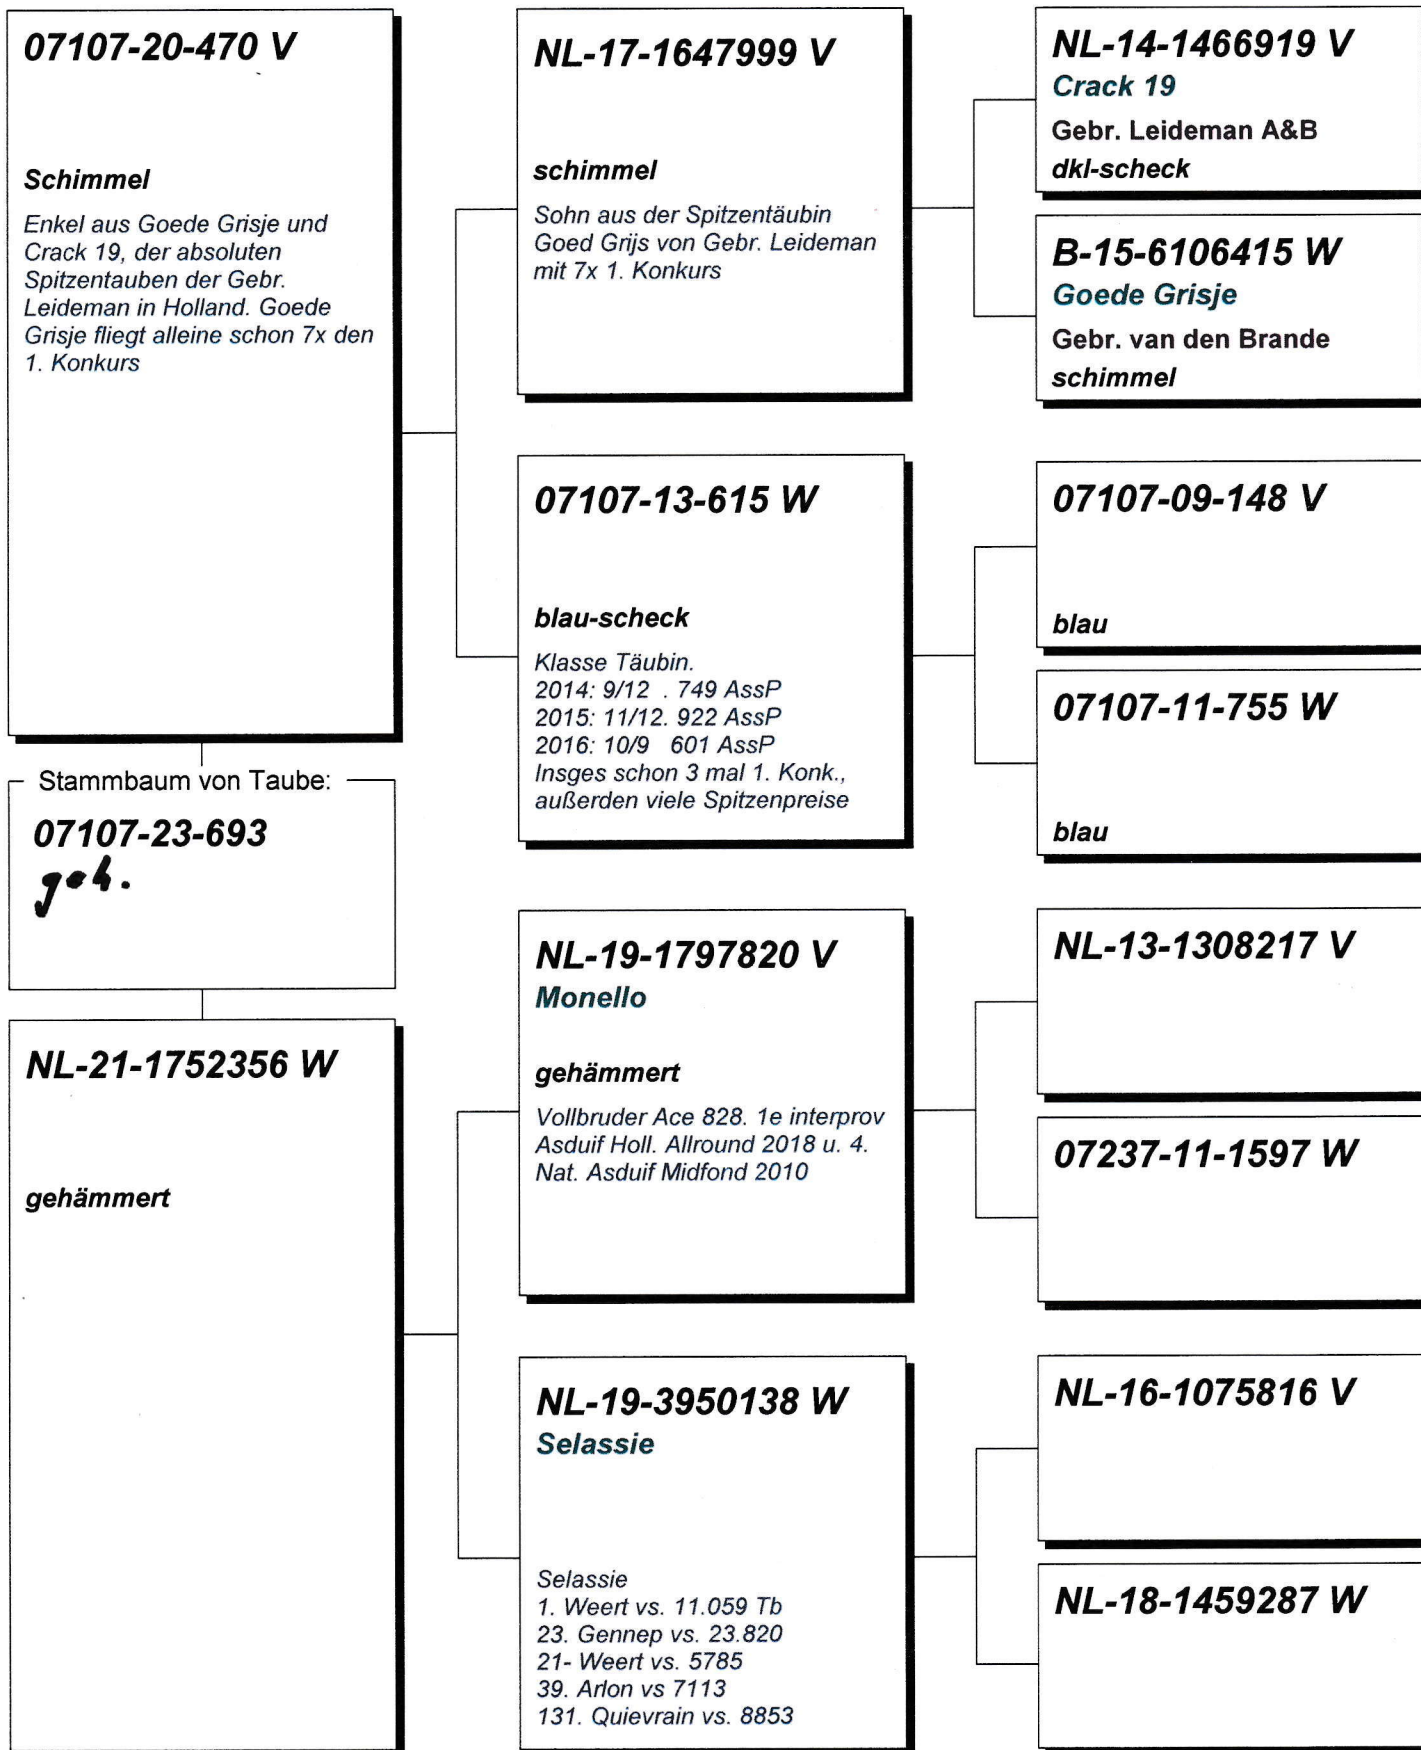 07107-20-470 V
Schimmel
Enkel aus Goede Grisje und
Crack 19, der absoluten
Spitzentauben der Gebr.
Leideman in Holland. Goede
Grisje fliegt alleine schon 7x den
1. Konkurs
Stammbaum von Taube:
07107-23-693
geh.
NL-21-1752356 W
gehämmert
NL-17-1647999 V
schimmel
Sohn aus der Spitzentäubin
Goed Grijs von Gebr. Leideman
mit 7x 1. Konkurs
07107-13-615 W
blau-scheck
Klasse Täubin.
2014: 9/12 . 749 AssP
2015: 11/12. 922 AssP
2016: 10/9 601 AssP
Insges schon 3 mal 1. Konk.,
außerden viele Spitzenpreise
NL-19-1797820 V
Monello
gehämmert
Vollbruder Ace 828. 1e interprov
Asduif Holl. Allround 2018 u. 4.
Nat. Asduif Midfond 2010
NL-19-3950138 W
Selassie
Selassie
1. Weert vs. 11.059 Tb
23. Gennep vs. 23.820
21- Weert vs. 5785
39. Arlon vs 7113
131. Quievrain vs. 8853
NL-14-1466919 V
Crack 19
Gebr. Leideman A&B
dkl-scheck
B-15-6106415 W
Goede Grisje
Gebr. van den Brande
schimmel
07107-09-148 V
blau
07107-11-755 W
blau
NL-13-1308217 V
07237-11-1597 W
NL-16-1075816 V
NL-18-1459287 W